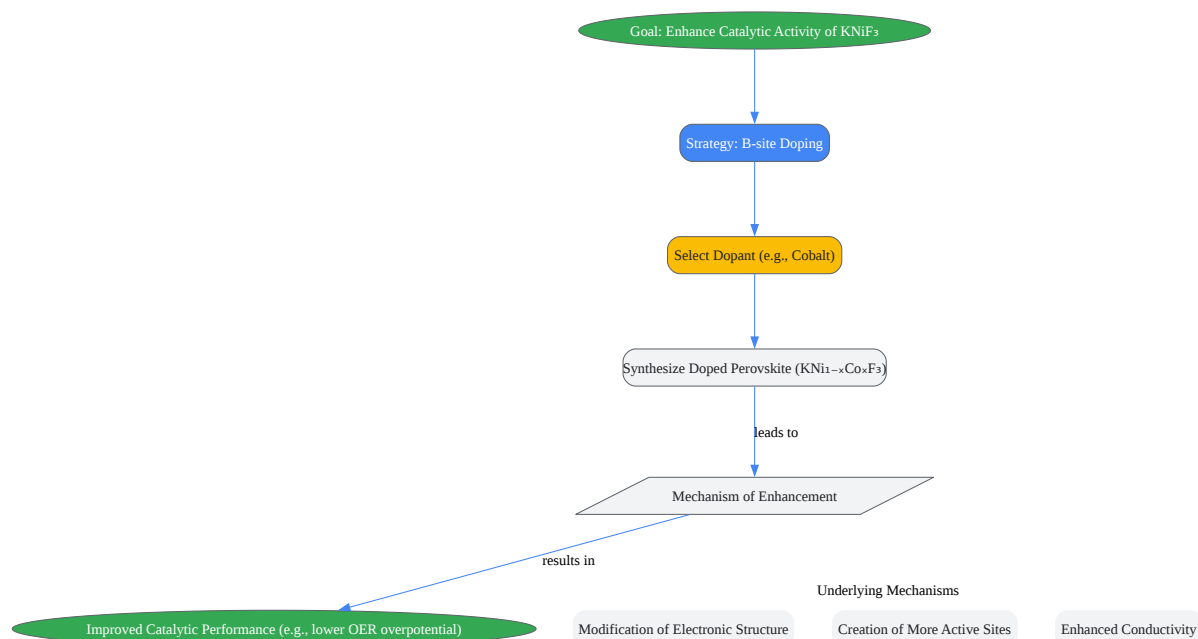 Goal: Enhance Catalytic Activity of KNiF₃
Strategy: B-site Doping
Select Dopant (e.g., Cobalt)
Synthesize Doped Perovskite (KNi₁₋ₓCoₓF₃)
leads to
Mechanism of Enhancement
results in
Underlying Mechanisms
Improved Catalytic Performance (e.g., lower OER overpotential)
Modification of Electronic Structure
Creation of More Active Sites
Enhanced Conductivity